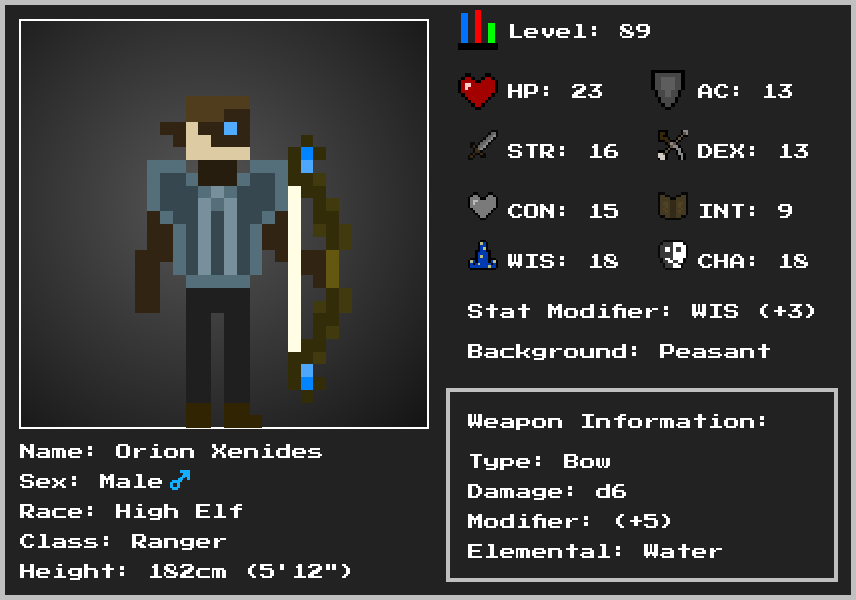 Level: 89
HP: 23 AC: 13
STR: 16 DEX: 13
CON: 15 INT: 9
WIS: 18 CHA: 18
Stat Modifier: WIS (+3)
Background: Peasant
Weapon Information:
Type: Bow
Damage: d6
Modifier: (+5)
Elemental: Water
Name: Orion Xenides
Sex: Male ♂
Race: High Elf
Class: Ranger
Height: 182cm (5'12")